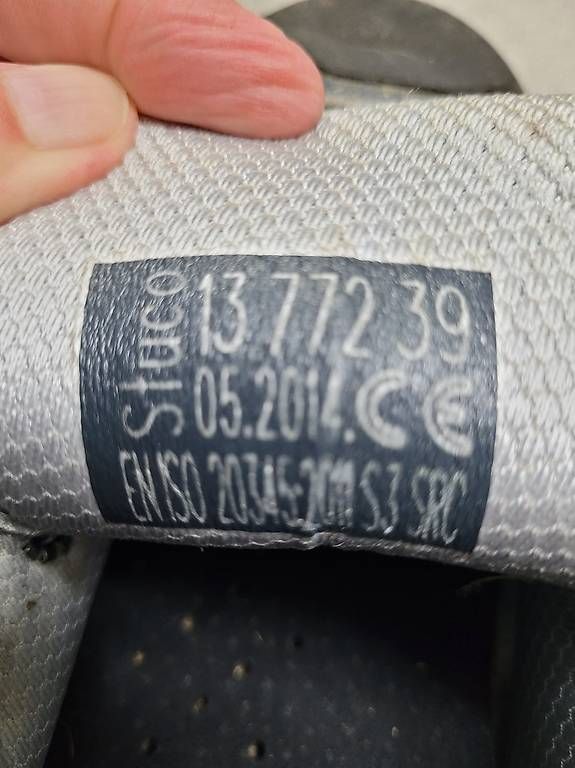 stuco
13 772 39
05.2014. CE
EN ISO 20345:2011 S3 SRC